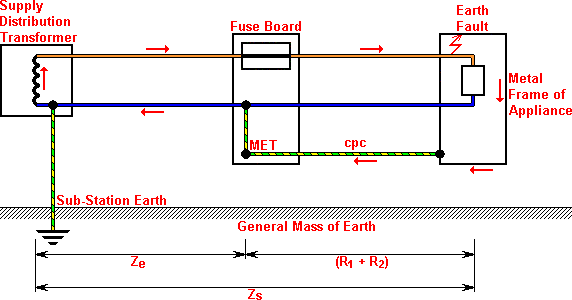 Supply
Distribution
Transformer
Fuse Board
Earth
Fault
Metal
Frame of
Appliance
MET
cpc
Sub-Station Earth
General Mass of Earth
Ze
(R1 + R2)
Zs